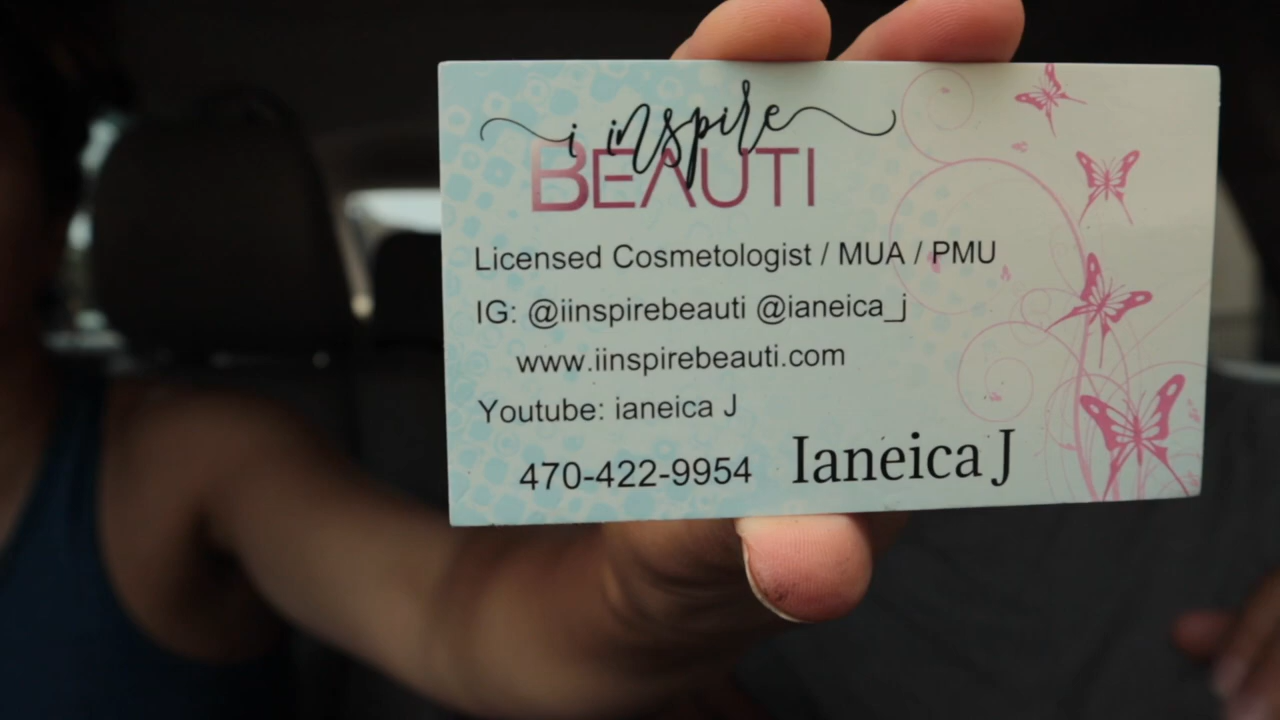 i inspire
BEAUTI
Licensed Cosmetologist / MUA / PMU
IG: @iinspirebeauti @ianeica_j
www.iinspirebeauti.com
Youtube: ianeica J
470-422-9954 Ianeica J